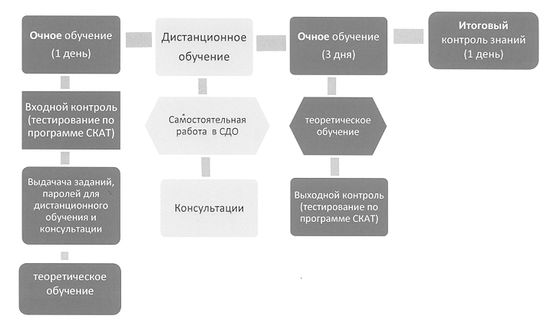 Очное обучение
(1 день)
Дистанционное
обучение
Очное обучение
(3 дня)
Итоговый
контроль знаний
(1 день)
Входной контроль
(тестирование по
программе СКАТ)
Самостоятельная
работа в СДО
теоретическое
обучение
Выдачача заданий,
паролей для
дистанционного
обучения и
консультации
Консультации
Выходной контроль
(тестирование по
программе СКАТ)
теоретическое
обучение